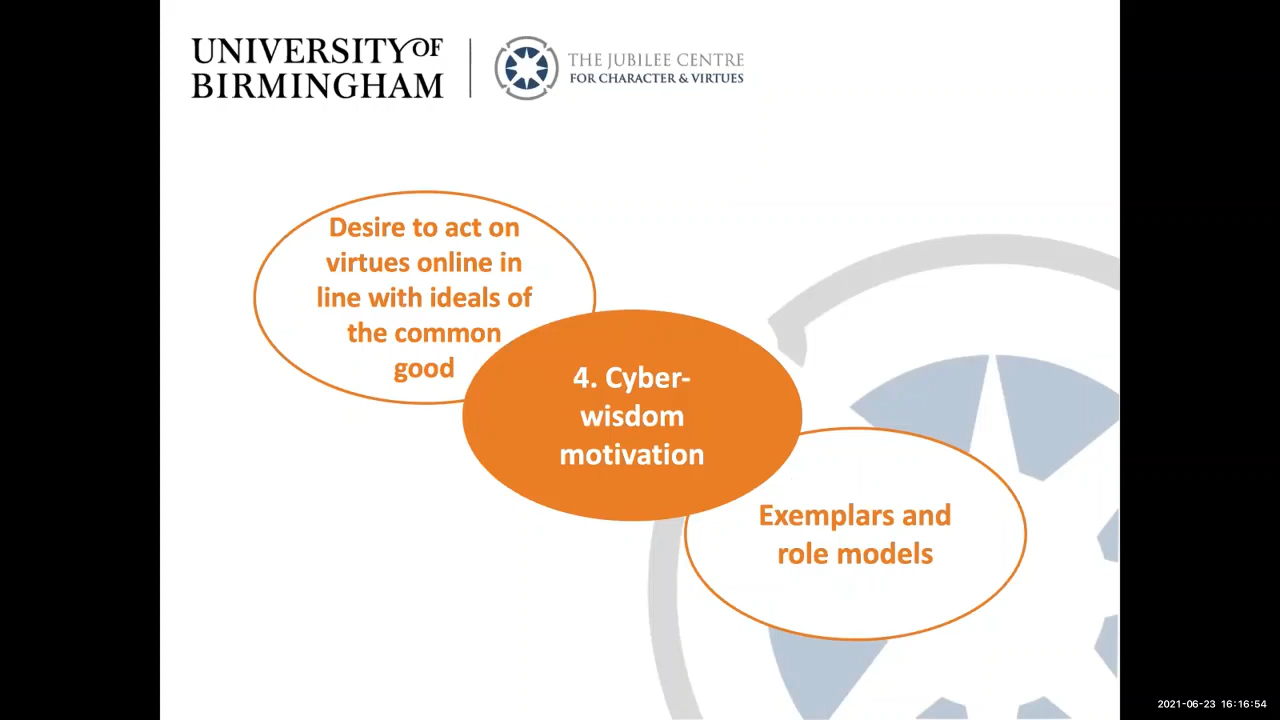 UNIVERSITY OF
BIRMINGHAM
THE JUBILEE CENTRE
FOR CHARACTER & VIRTUES
Desire to act on
virtues online in
line with ideals of
the common
good
4. Cyber-
wisdom
motivation
Exemplars and
role models
2021-06-23 16:16:54